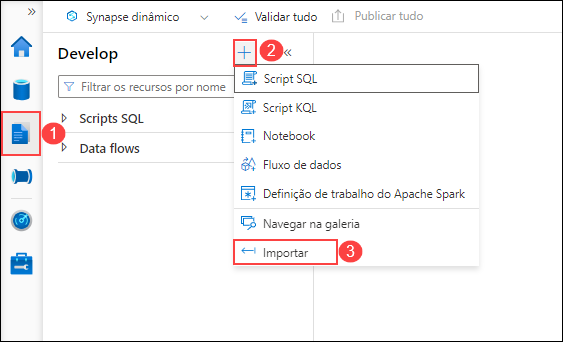 » Synapse dinâmico Validar tudo Publicar tudo
Develop + 2 «
Filtrar os recursos por nome
Script SQL
Script KQL
1 Scripts SQL
Notebook
Data flows
Fluxo de dados
Definição de trabalho do Apache Spark
Navegar na galeria
Importar 3